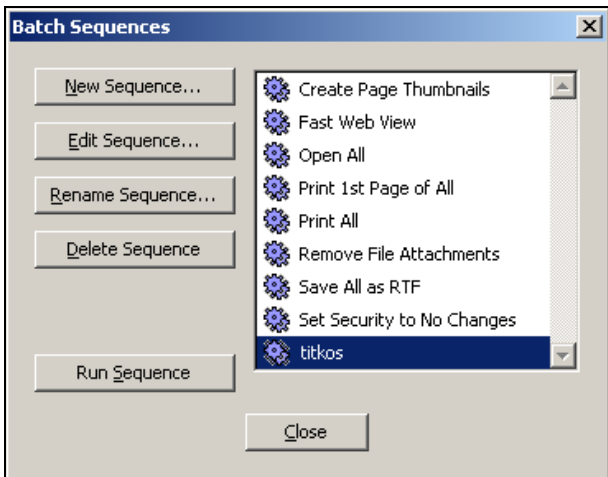 Batch Sequences
New Sequence...
Edit Sequence...
Rename Sequence...
Delete Sequence
Run Sequence
Create Page Thumbnails
Fast Web View
Open All
Print 1st Page of All
Print All
Remove File Attachments
Save All as RTF
Set Security to No Changes
titkos
Close